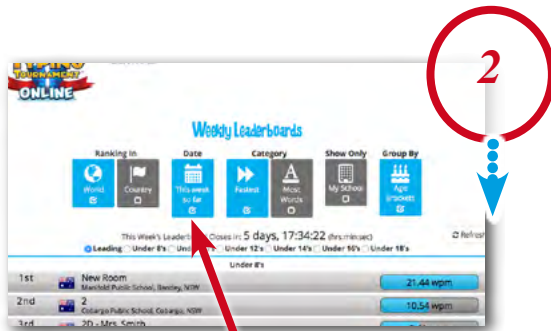 2
TYPING
TOURNAMENT
ONLINE
Weekly Leaderboards
Ranking In Date Category Show Only Group By
World Country This week so far Fastest Most Words My School Age Brackets
This Week's Leaderboard Closes in: 5 days, 17:34:22 (hrs:min:sec) Refresh
Leading Under 8's Under Under 12's Under 14's Under 16's Under 18's
Under 8's
1st New Room 21.44 wpm
Manifold Public School, Bentley, NSW
2nd 2 10.54 wpm
Cobargo Public School, Cobargo, NSW
3rd 2D - Mrs. Smith